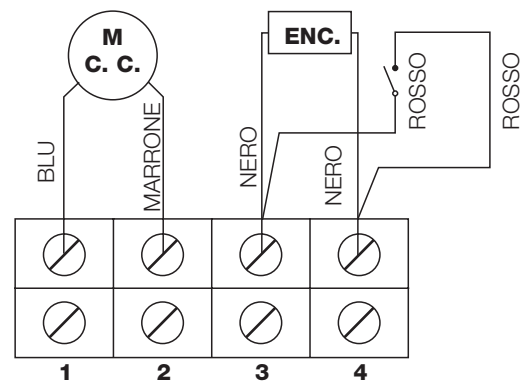 M
C. C.
ENC.
BLU
MARRONE
NERO
NERO
ROSSO
ROSSO
1 2 3 4